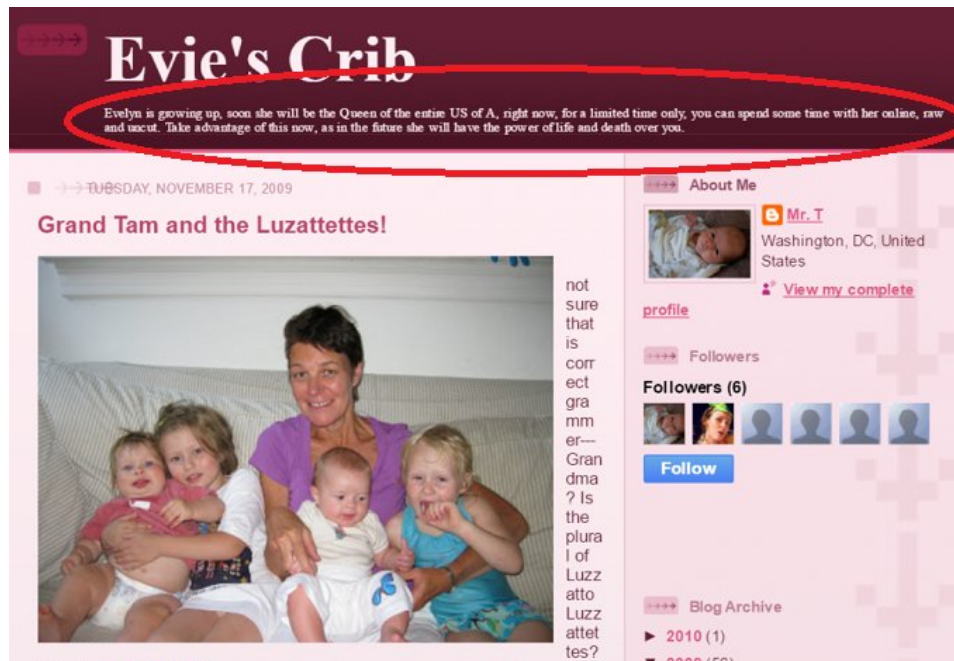 Evie's Crib
Evelyn is growing up, soon she will be the Queen of the entire US of A, right now, for a limited time only, you can spend some time with her online, raw
and uncut. Take advantage of this now, as in the future she will have the power of life and death over you.
TUESDAY, NOVEMBER 17, 2009
Grand Tam and the Luzattettes!
not
sure
that
is
corr
ect
gra
mm
er---
Gran
dma
? Is
the
plura
l of
Luzz
atto
Luzz
attet
tes?
About Me
Mr. T
Washington, DC, United
States
View my complete
profile
Followers
Followers (6)
Follow
Blog Archive
► 2010 (1)